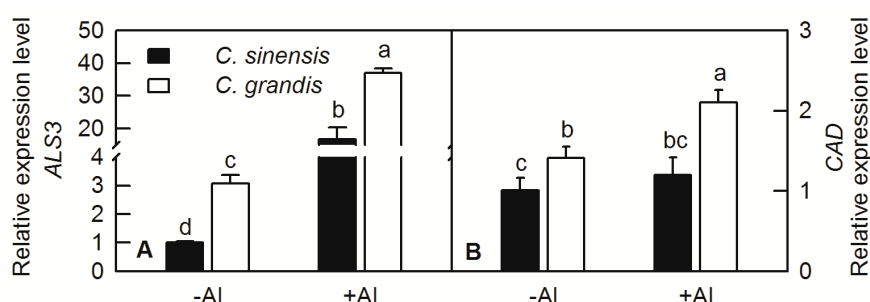 Relative expression level
ALS3
50
40
30
20
4
3
2
1
0
C. sinensis
C. grandis
a
b
c
d
A
-Al
+Al
a
b
bc
c
B
-Al
+Al
3
2
1
0
CAD
Relative expression level